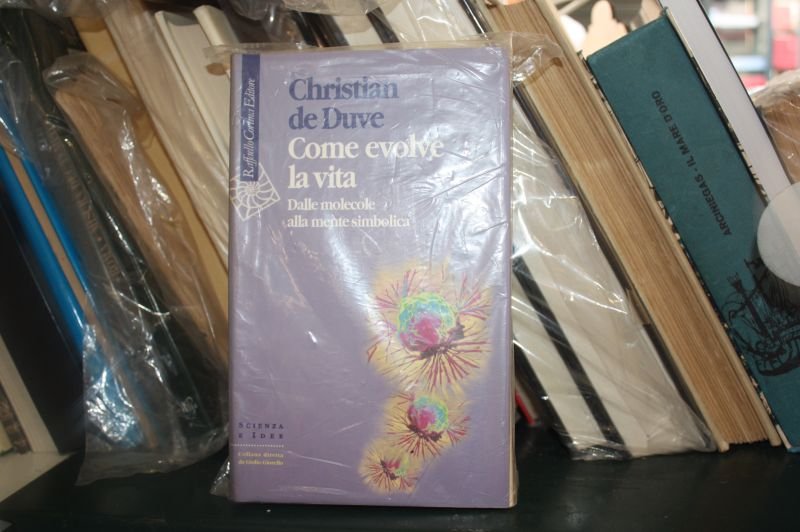 Raffaello Cortina Editore
Christian
de Duve
Come evolve
la vita
Dalle molecole
alla mente simbolica
SCIENZA
E IDEE
Collana diretta
da Giulio Giorello
ARCINIEGAS - IL MARE D'ORO